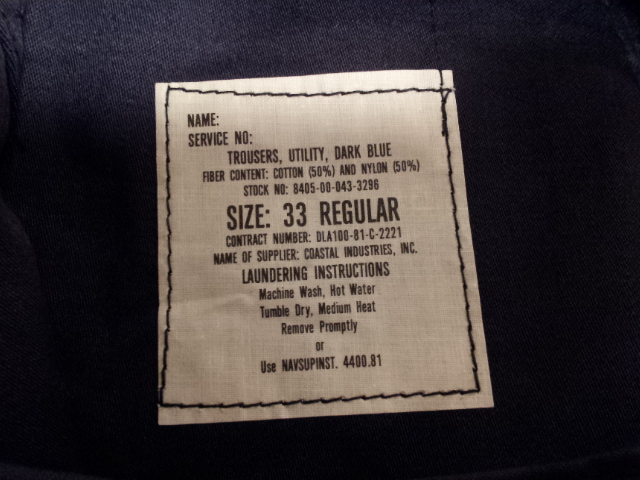 NAME:
SERVICE NO:
TROUSERS, UTILITY, DARK BLUE
FIBER CONTENT: COTTON (50%) AND NYLON (50%)
STOCK NO: 8405-00-043-3296
SIZE: 33 REGULAR
CONTRACT NUMBER: DLA100-81-C-2221
NAME OF SUPPLIER: COASTAL INDUSTRIES, INC.
LAUNDERING INSTRUCTIONS
Machine Wash, Hot Water
Tumble Dry, Medium Heat
Remove Promptly
or
Use NAVSUPINST. 4400.81